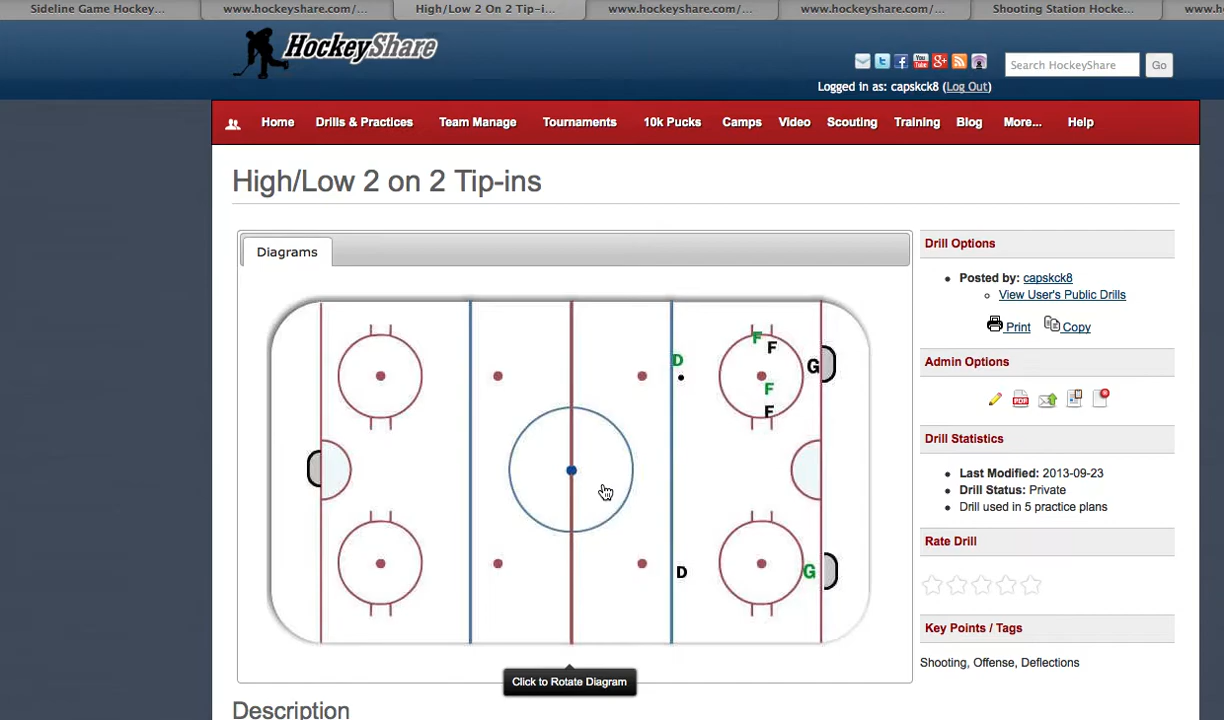 Sideline Game Hockey...
www.hockeyshare.com/...
High/Low 2 On 2 Tip-i...
www.hockeyshare.com/...
www.hockeyshare.com/...
Shooting Station Hocke...
HockeyShare
Search HockeyShare
Go
Logged in as: capskck8 (Log Out)
Home Drills & Practices Team Manage Tournaments 10k Pucks Camps Video Scouting Training Blog More... Help
High/Low 2 on 2 Tip-ins
Diagrams
F
F
D
G
F
F
D
G
Click to Rotate Diagram
Description
Drill Options
Posted by: capskck8
View User's Public Drills
Print Copy
Admin Options
PDF
Drill Statistics
Last Modified: 2013-09-23
Drill Status: Private
Drill used in 5 practice plans
Rate Drill
Key Points / Tags
Shooting, Offense, Deflections